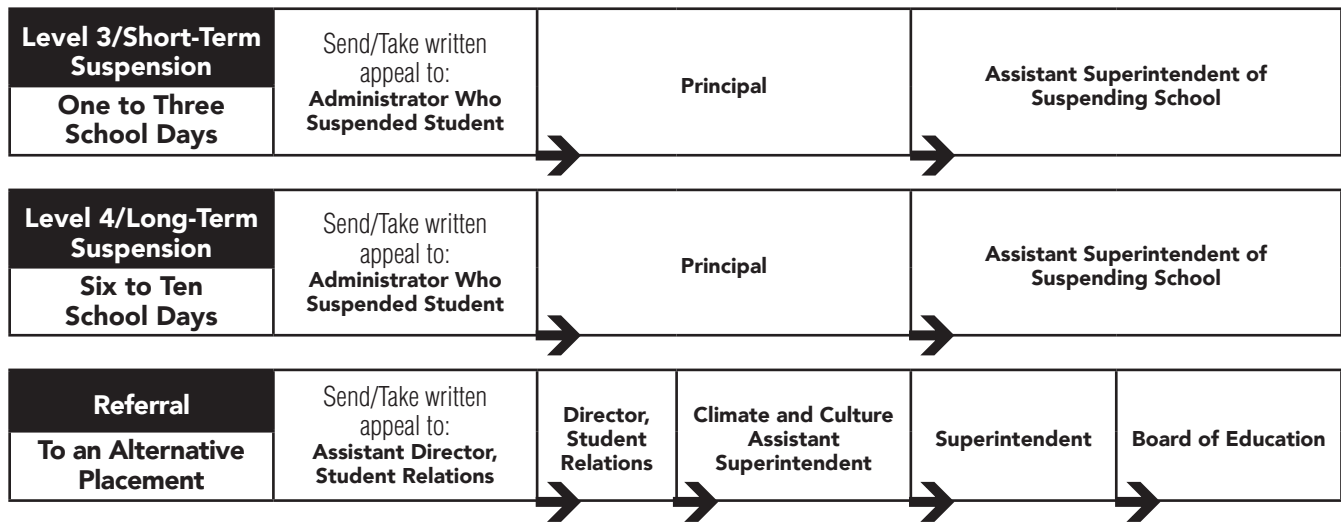 Level 3/Short-Term
Suspension
One to Three
School Days
Send/Take written
appeal to:
Administrator Who
Suspended Student
Principal
Assistant Superintendent of
Suspending School
Level 4/Long-Term
Suspension
Six to Ten
School Days
Send/Take written
appeal to:
Administrator Who
Suspended Student
Principal
Assistant Superintendent of
Suspending School
Referral
To an Alternative
Placement
Send/Take written
appeal to:
Assistant Director,
Student Relations
Director,
Student
Relations
Climate and Culture
Assistant
Superintendent
Superintendent
Board of Education